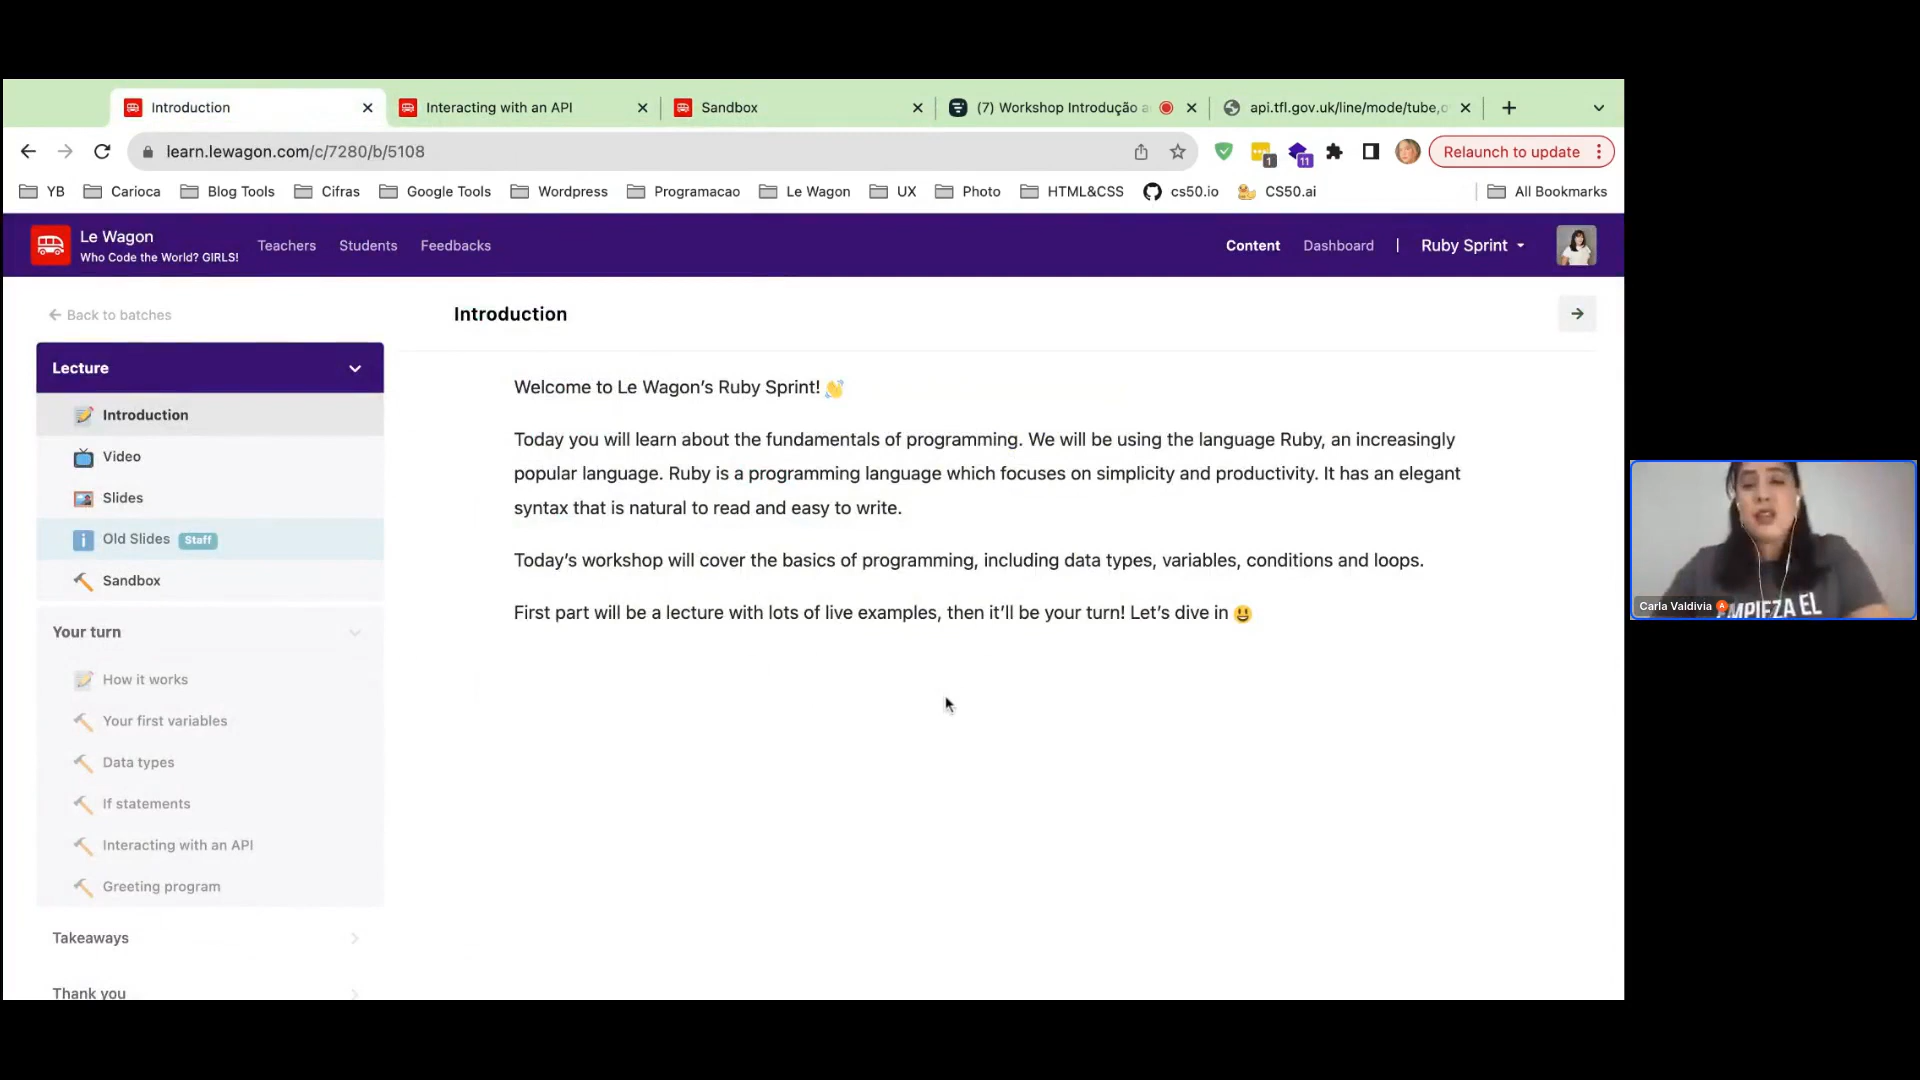 Introduction
Interacting with an API
Sandbox
(7) Workshop Introdução a
api.tfl.gov.uk/line/mode/tube,o
learn.lewagon.com/c/7280/b/5108
1
11
Relaunch to update
YB
Carioca
Blog Tools
Cifras
Google Tools
Wordpress
Programacao
Le Wagon
UX
Photo
HTML&CSS
cs50.io
CS50.ai
All Bookmarks
Le Wagon
Who Code the World? GIRLS!
Teachers
Students
Feedbacks
Content
Dashboard
Ruby Sprint
Back to batches
Lecture
Introduction
Video
Slides
Old Slides Staff
Sandbox
Your turn
How it works
Your first variables
Data types
If statements
Interacting with an API
Greeting program
Takeaways
Thank you
Introduction
Welcome to Le Wagon's Ruby Sprint! 👋
Today you will learn about the fundamentals of programming. We will be using the language Ruby, an increasingly
popular language. Ruby is a programming language which focuses on simplicity and productivity. It has an elegant
syntax that is natural to read and easy to write.
Today's workshop will cover the basics of programming, including data types, variables, conditions and loops.
First part will be a lecture with lots of live examples, then it'll be your turn! Let's dive in 😃
Carla Valdivia
EMPIEZA EL